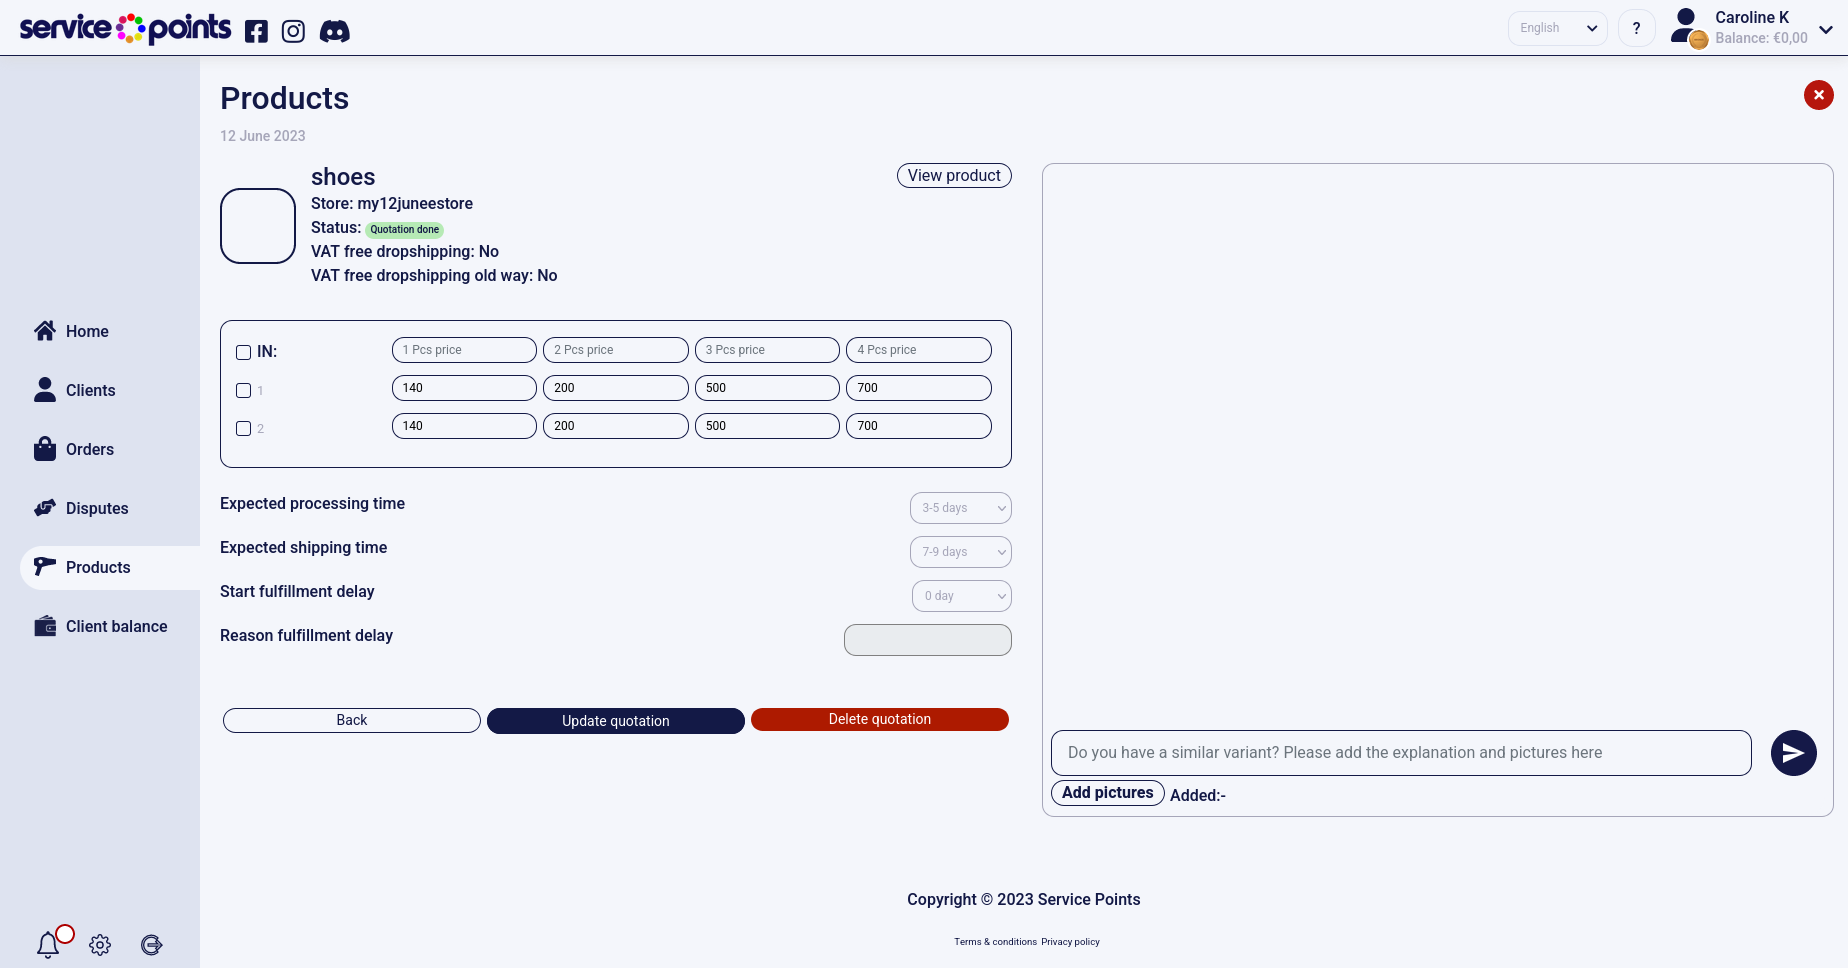 service points
English
?
Caroline K
Balance: €0,00
Home
Clients
Orders
Disputes
Products
Client balance
Products
12 June 2023
shoes
View product
Store: my12juneestore
Status: Quotation done
VAT free dropshipping: No
VAT free dropshipping old way: No
IN: 1 Pcs price 2 Pcs price 3 Pcs price 4 Pcs price
1 140 200 500 700
2 140 200 500 700
Expected processing time 3-5 days
Expected shipping time 7-9 days
Start fulfillment delay 0 day
Reason fulfillment delay
Back Update quotation Delete quotation
Do you have a similar variant? Please add the explanation and pictures here
Add pictures Added:-
Copyright © 2023 Service Points
Terms & conditions Privacy policy